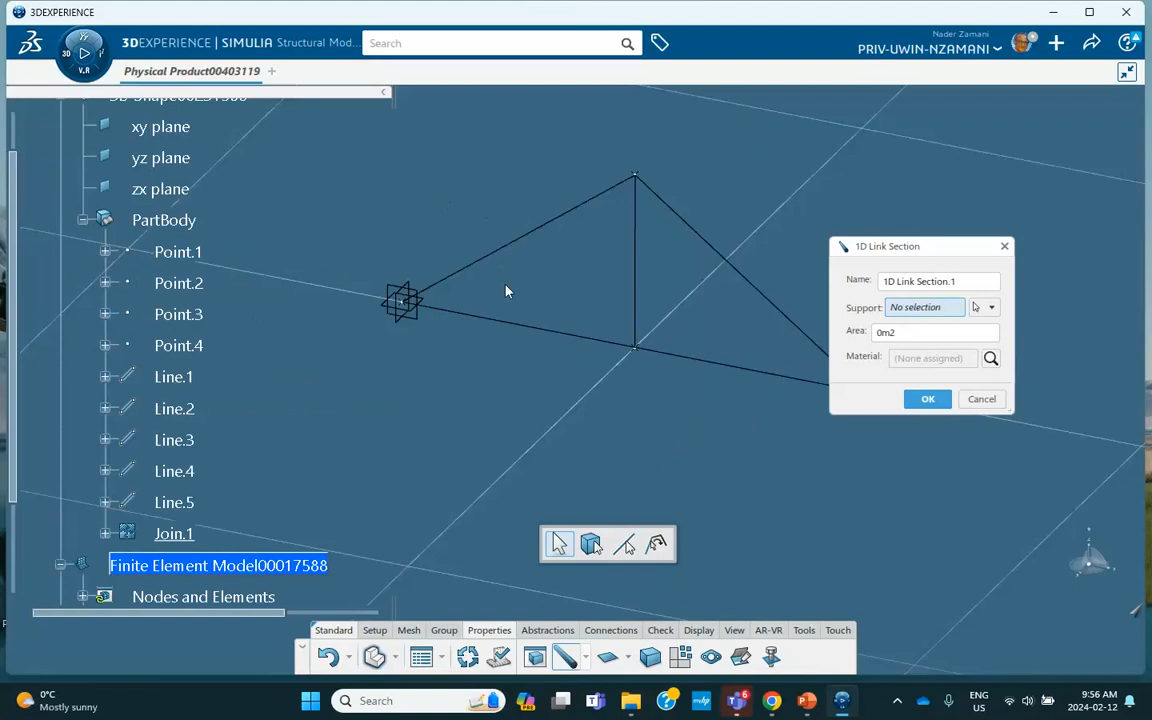 3DEXPERIENCE
3DEXPERIENCE | SIMULIA Structural Mod...
Search
Nader Zamani
PRIV-UWIN-NZAMANI
3D
V.R
Physical Product00403119
xy plane
yz plane
zx plane
PartBody
Point.1
Point.2
Point.3
Point.4
Line.1
Line.2
Line.3
Line.4
Line.5
Join.1
Finite Element Model00017588
Nodes and Elements
1D Link Section
Name: 1D Link Section.1
Support: No selection
Area: 0m2
Material: (None assigned)
OK Cancel
Standard Setup Mesh Group Properties Abstractions Connections Check Display View AR-VR Tools Touch
0°C
Mostly sunny
Search
6
ENG
US
9:56 AM
2024-02-12